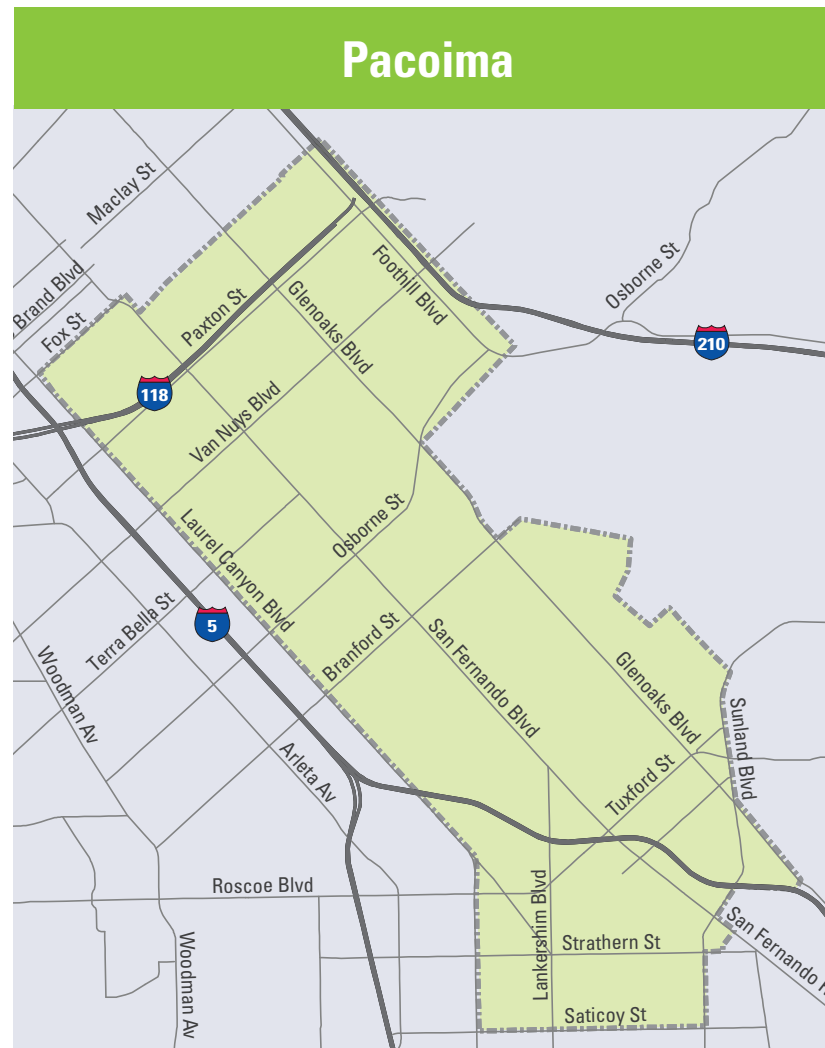 Pacoima
Maclay St
Brand Blvd
Fox St
Paxton St
118
Foothill Blvd
Glenoaks Blvd
Osborne St
210
Van Nuys Blvd
Laurel Canyon Blvd
Osborne St
5
Terra Bella St
Branford St
San Fernando Blvd
Woodman Av
Glenoaks Blvd
Sunland Blvd
Arleta Av
Tuxford St
Roscoe Blvd
Lankershim Blvd
San Fernando
Strathern St
Woodman Av
Saticoy St